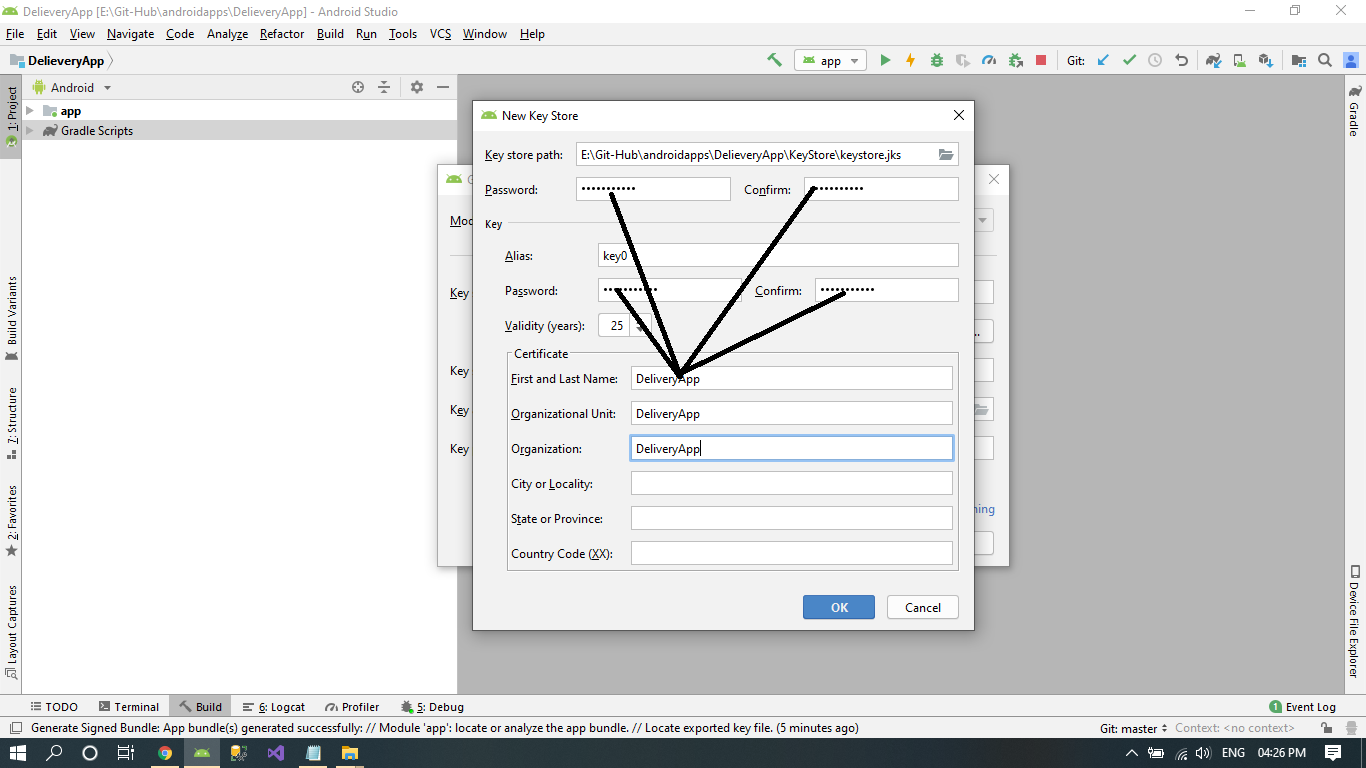 DelieveryApp [E:\Git-Hub\androidapps\DelieveryApp] - Android Studio
File Edit View Navigate Code Analyze Refactor Build Run Tools VCS Window Help
DelieveryApp
app
Git:
Android
1: Project
app
Gradle Scripts
Build Variants
7: Structure
2: Favorites
Layout Captures
Gradle
Device File Explorer
New Key Store
Key store path: E:\Git-Hub\androidapps\DelieveryApp\KeyStore\keystore.jks
Password: Confirm:
Key
Alias: key0
Password: Confirm:
Validity (years): 25
Certificate
First and Last Name: DeliveryApp
Organizational Unit: DeliveryApp
Organization: DeliveryApp
City or Locality:
State or Province:
Country Code (XX):
OK Cancel
Key
Key
Key
Key
TODO Terminal Build 6: Logcat Profiler 5: Debug 1 Event Log
Generate Signed Bundle: App bundle(s) generated successfully: // Module 'app': locate or analyze the app bundle. // Locate exported key file. (5 minutes ago) Git: master Context: <no context>
ENG 04:26 PM